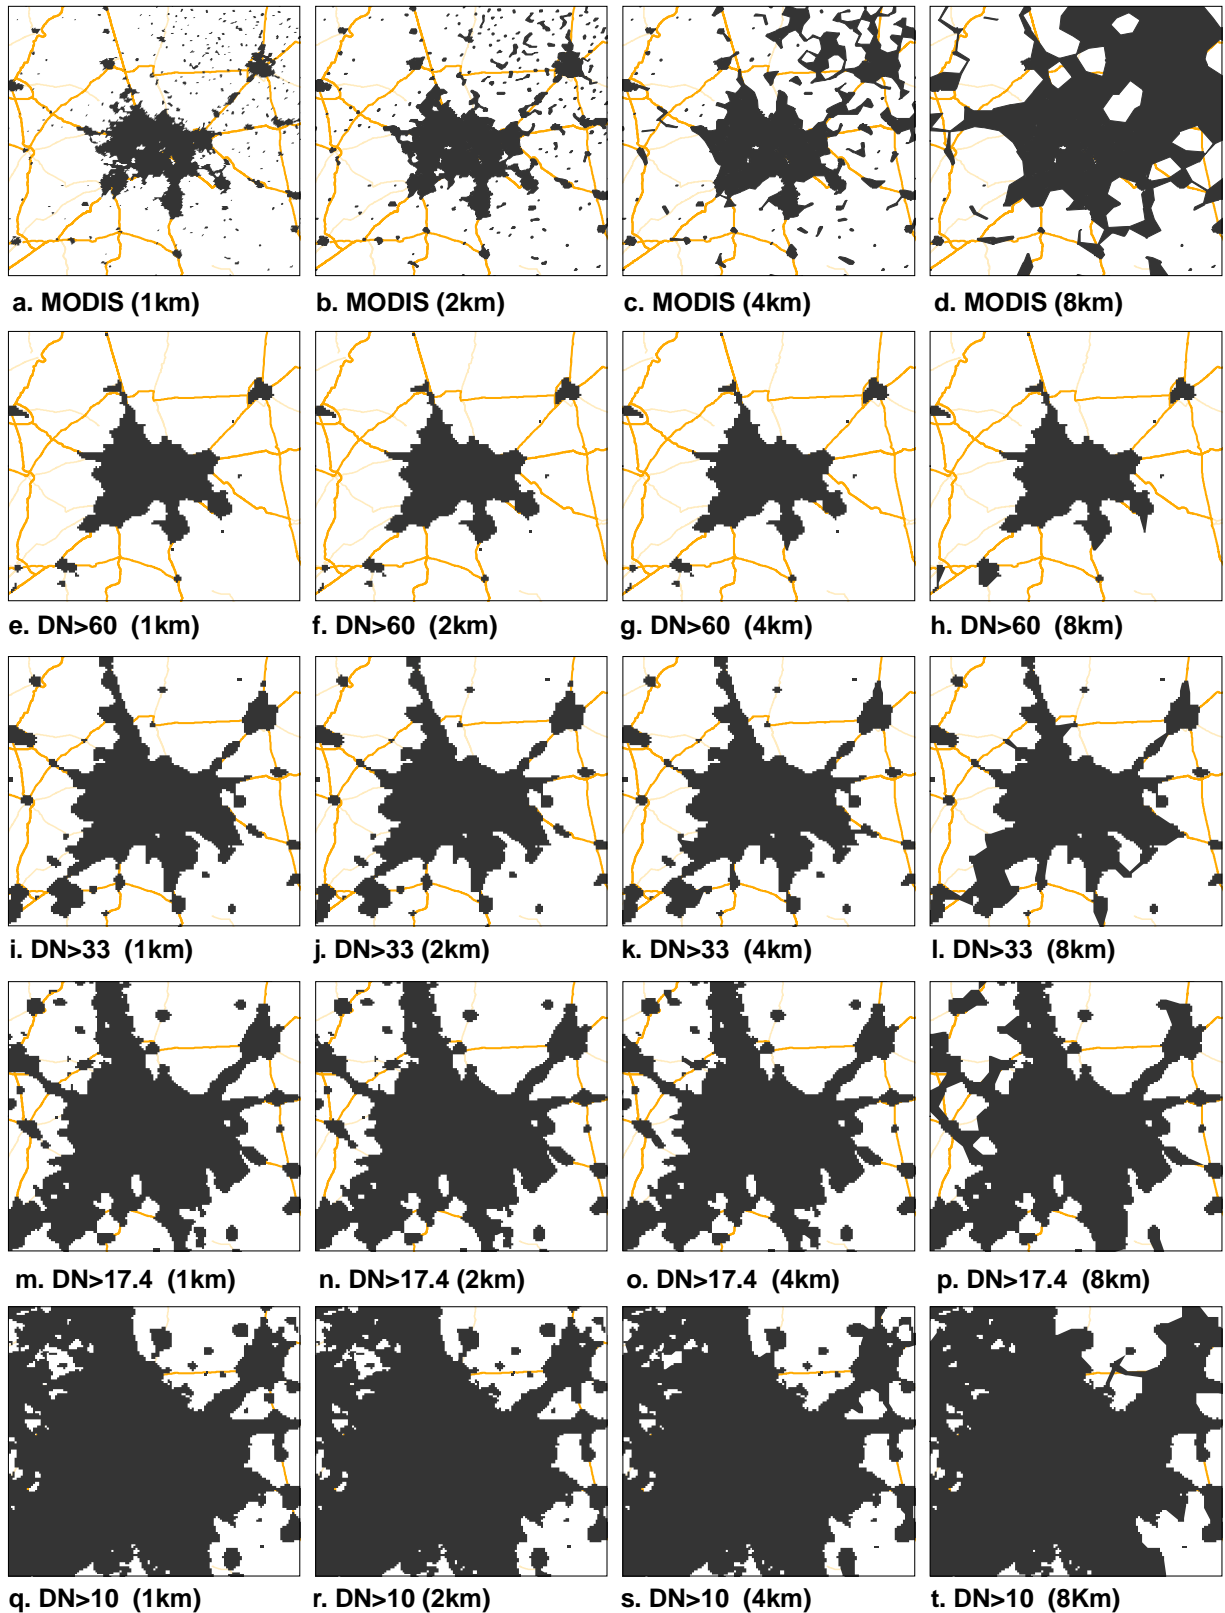 a. MODIS (1km)
b. MODIS (2km)
c. MODIS (4km)
d. MODIS (8km)
e. DN>60 (1km)
f. DN>60 (2km)
g. DN>60 (4km)
h. DN>60 (8km)
i. DN>33 (1km)
j. DN>33 (2km)
k. DN>33 (4km)
l. DN>33 (8km)
m. DN>17.4 (1km)
n. DN>17.4 (2km)
o. DN>17.4 (4km)
p. DN>17.4 (8km)
q. DN>10 (1km)
r. DN>10 (2km)
s. DN>10 (4km)
t. DN>10 (8Km)